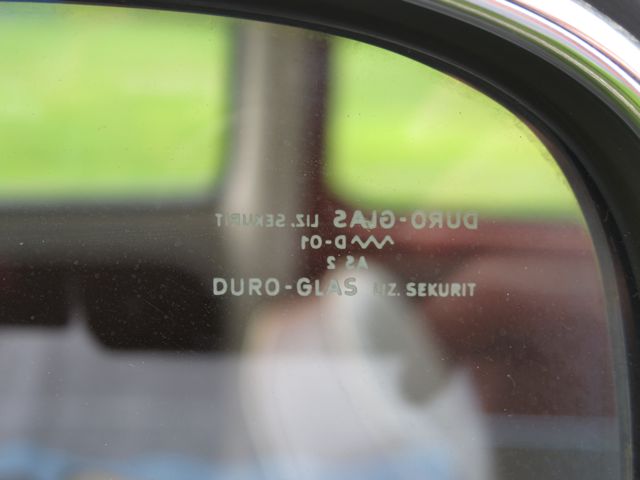 DURO-GLAS LIZ. SEKURIT
D-01
AS 2
DURO-GLAS LIZ. SEKURIT